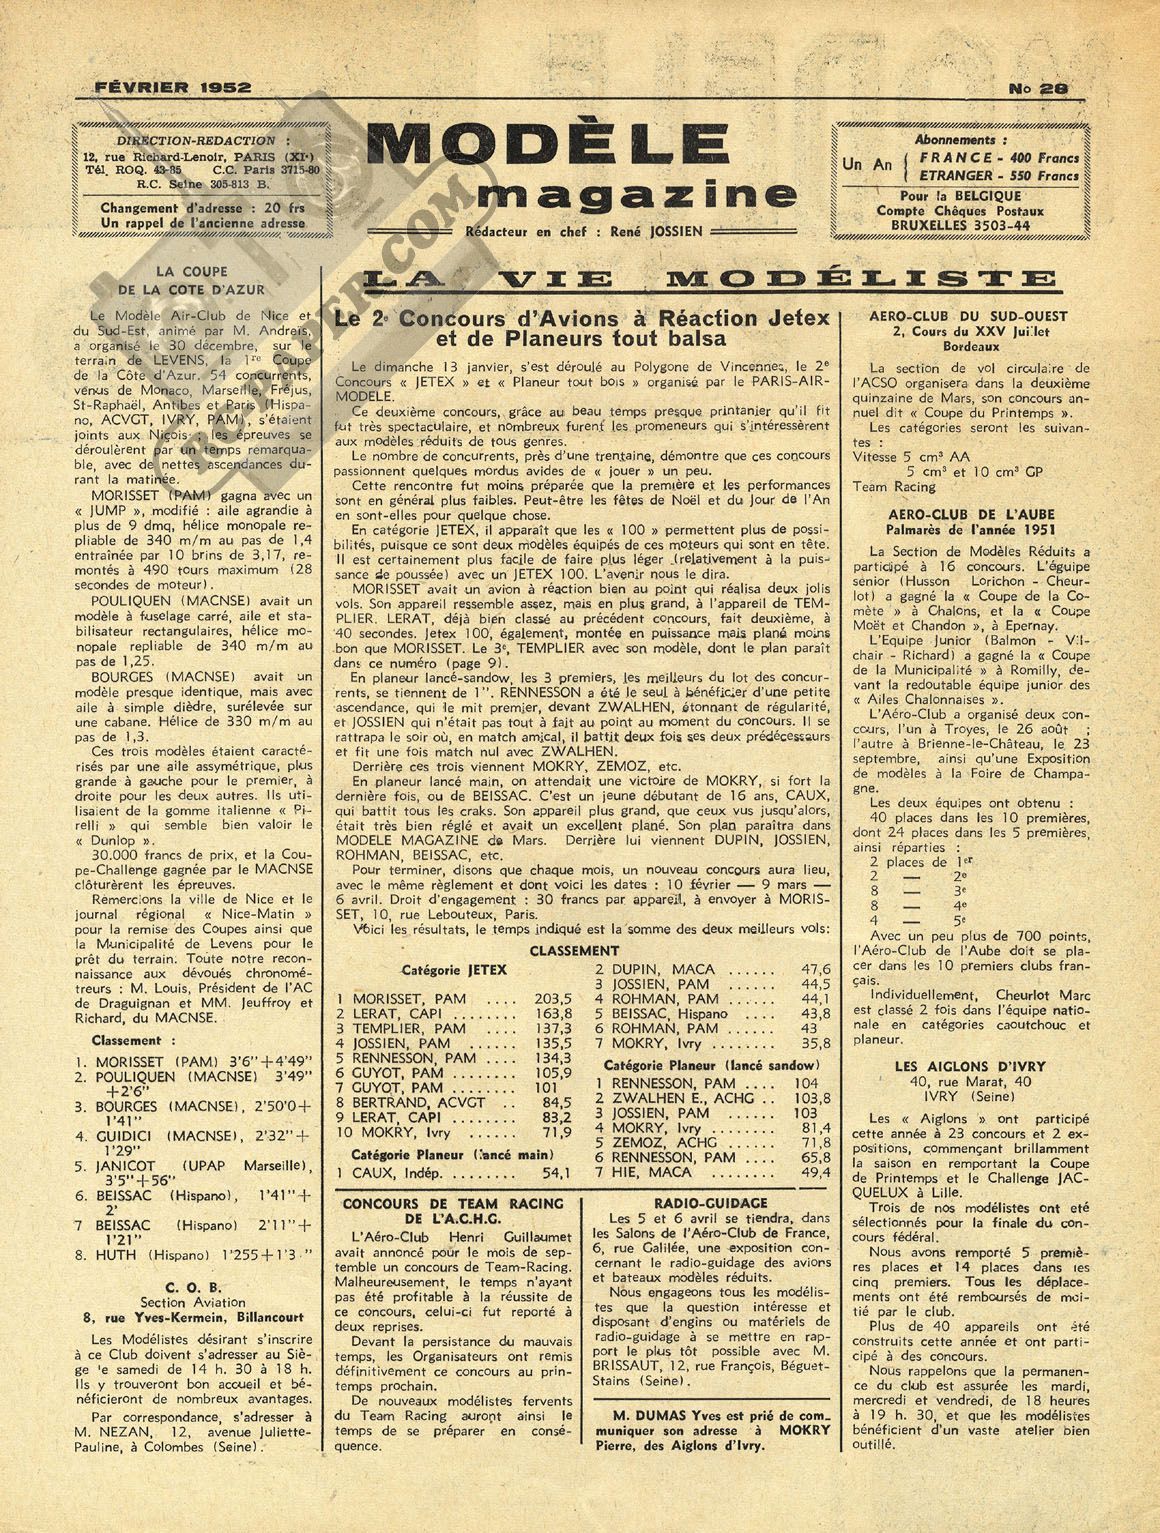 FÉVRIER 1952
No 28
DIRECTION-REDACTION :
12, rue Richard-Lenoir, PARIS (XIe)
Tél. ROQ. 43-85 C.C. Paris 3715-80
R.C. Seine 305-813 B.
Changement d'adresse : 20 frs
Un rappel de l'ancienne adresse
MODÈLE
magazine
Rédacteur en chef : René JOSSIEN
Abonnements :
Un An { FRANCE - 400 Francs
ETRANGER - 550 Francs
Pour la BELGIQUE
Compte Chêques Postaux
BRUXELLES 3503-44
RCPAPER.COM
LA VIE MODÉLISTE
LA COUPE
DE LA COTE D'AZUR
Le Modèle Air-Club de Nice et
du Sud-Est, animé par M. Andreïs,
a organisé le 30 décembre, sur le
terrain de LEVENS, la 1re Coupe
de la Côte d'Azur. 54 concurrents,
venus de Monaco, Marseille, Fréjus,
St-Raphaël, Antibes et Paris (Hispa-
no, ACVGT, IVRY, PAM), s'étaient
joints aux Niçois ; les épreuves se
déroulèrent par un temps remarqua-
ble, avec de nettes ascendances du-
rant la matinée.
MORISSET (PAM) gagna avec un
« JUMP », modifié : aile agrandie à
plus de 9 dmq, hélice monopale re-
pliable de 340 m/m au pas de 1,4
entraînée par 10 brins de 3,17, re-
montés à 490 tours maximum (28
secondes de moteur).
POULIQUEN (MACNSE) avait un
modèle à fuselage carré, aile et sta-
bilisateur rectangulaires, hélice mo-
nopale repliable de 340 m/m au
pas de 1,25.
BOURGES (MACNSE) avait un
modèle presque identique, mais avec
aile à simple dièdre, surélevée sur
une cabane. Hélice de 330 m/m au
pas de 1,3.
Ces trois modèles étaient caracté-
risés par une aile assymétrique, plus
grande à gauche pour le premier, à
droite pour les deux autres. Ils uti-
lisaient de la gomme italienne « Pi-
relli » qui semble bien valoir le
« Dunlop ».
30.000 francs de prix, et la Cou-
pe-Challenge gagnée par le MACNSE
clôturèrent les épreuves.
Remercions la ville de Nice et le
journal régional « Nice-Matin »
pour la remise des Coupes ainsi que
la Municipalité de Levens pour le
prêt du terrain. Toute notre recon-
naissance aux dévoués chronomé-
treurs : M. Louis, Président de l'AC
de Draguignan et MM. Jeuffroy et
Richard, du MACNSE.
Classement :
1. MORISSET (PAM) 3'6"+4'49"
2. POULIQUEN (MACNSE) 3'49"
+2'6"
3. BOURGES (MACNSE), 2'50'0+
1'41"
4. GUIDICI (MACNSE), 2'32"+
1'29"
5. JANICOT (UPAP Marseille),
3'5"+56"
6. BEISSAC (Hispano), 1'41"+
2'
7 BEISSAC (Hispano) 2'11"+
1'21"
8. HUTH (Hispano) 1'255+1'3 "
C. O. B.
Section Aviation
8, rue Yves-Kermein, Billancourt
Les Modélistes désirant s'inscrire
à ce Club doivent s'adresser au Siè-
ge le samedi de 14 h. 30 à 18 h.
Ils y trouveront bon accueil et bé-
néficieront de nombreux avantages.
Par correspondance, s'adresser à
M. NEZAN, 12, avenue Juliette-
Pauline, à Colombes (Seine).
Le 2e Concours d'Avions à Réaction Jetex
et de Planeurs tout balsa
Le dimanche 13 janvier, s'est déroulé au Polygone de Vincennes, le 2e
Concours « JETEX » et « Planeur tout bois » organisé par le PARIS-AIR-
MODELE.
Ce deuxième concours, grâce au beau temps presque printanier qu'il fit
fut très spectaculaire, et nombreux furent les promeneurs qui s'intéressèrent
aux modèles réduits de tous genres.
Le nombre de concurrents, près d'une trentaine, démontre que ces concours
passionnent quelques mordus avides de « jouer » un peu.
Cette rencontre fut moins préparée que la première et les performances
sont en général plus faibles. Peut-être les fêtes de Noël et du Jour de l'An
en sont-elles pour quelque chose.
En catégorie JETEX, il apparaît que les « 100 » permettent plus de possi-
bilités, puisque ce sont deux modèles équipés de ces moteurs qui sont en tête.
Il est certainement plus facile de faire plus léger (relativement à la puis-
sance de poussée) avec un JETEX 100. L'avenir nous le dira.
MORISSET avait un avion à réaction bien au point qui réalisa deux jolis
vols. Son appareil ressemble assez, mais en plus grand, à l'appareil de TEM-
PLIER. LERAT, déjà bien classé au précédent concours, fait deuxième, à
40 secondes. Jetex 100, également, montée en puissance mais plané moins
bon que MORISSET. Le 3e, TEMPLIER avec son modèle, dont le plan paraît
dans ce numéro (page 9).
En planeur lancé-sandow, les 3 premiers, les meilleurs du lot des concur-
rents, se tiennent de 1". RENNESSON a été le seul à bénéficier d'une petite
ascendance, qui le mit premier, devant ZWALHEN, étonnant de régularité,
et JOSSIEN qui n'était pas tout à fait au point au moment du concours. Il se
rattrapa le soir où, en match amical, il battit deux fois ses deux prédécesseurs
et fit une fois match nul avec ZWALHEN.
Derrière ces trois viennent MOKRY, ZEMOZ, etc.
En planeur lancé main, on attendait une victoire de MOKRY, si fort la
dernière fois, ou de BEISSAC. C'est un jeune débutant de 16 ans, CAUX,
qui battit tous les craks. Son appareil plus grand, que ceux vus jusqu'alors,
était très bien réglé et avait un excellent plané. Son plan paraîtra dans
MODELE MAGAZINE de Mars. Derrière lui viennent DUPIN, JOSSIEN,
ROHMAN, BEISSAC, etc.
Pour terminer, disons que chaque mois, un nouveau concours aura lieu,
avec le même règlement et dont voici les dates : 10 février — 9 mars —
6 avril. Droit d'engagement : 30 francs par appareil, à envoyer à MORIS-
SET, 10, rue Lebouteux, Paris.
Voici les résultats, le temps indiqué est la somme des deux meilleurs vols:
CLASSEMENT
Catégorie JETEX
1 MORISSET, PAM .... 203,5
2 LERAT, CAPI ........ 163,8
3 TEMPLIER, PAM .... 137,3
4 JOSSIEN, PAM ...... 135,5
5 RENNESSON, PAM .... 134,3
6 GUYOT, PAM ........ 105,9
7 GUYOT, PAM ........ 101
8 BERTRAND, ACVGT .. 84,5
9 LERAT, CAPI ........ 83,2
10 MOKRY, Ivry ...... 71,9
Catégorie Planeur (lancé main)
1 CAUX, Indép. ........ 54,1
2 DUPIN, MACA ...... 47,6
3 JOSSIEN, PAM ...... 44,5
4 ROHMAN, PAM ...... 44,1
5 BEISSAC, Hispano .... 43,8
6 ROHMAN, PAM ...... 43
7 MOKRY, Ivry ........ 35,8
Catégorie Planeur (lancé sandow)
1 RENNESSON, PAM .... 104
2 ZWALHEN E., ACHG .. 103,8
3 JOSSIEN, PAM ...... 103
4 MOKRY, Ivry ........ 81,4
5 ZEMOZ, ACHG ...... 71,8
6 RENNESSON, PAM .... 65,8
7 HIE, MACA ........ 49,4
CONCOURS DE TEAM RACING
DE L'A.C.H.G.
L'Aéro-Club Henri Guillaumet
avait annoncé pour le mois de sep-
tembre un concours de Team-Racing.
Malheureusement, le temps n'ayant
pas été profitable à la réussite de
ce concours, celui-ci fut reporté à
deux reprises.
Devant la persistance du mauvais
temps, les Organisateurs ont remis
définitivement ce concours au prin-
temps prochain.
De nouveaux modélistes fervents
du Team Racing auront ainsi le
temps de se préparer en consé-
quence.
RADIO-GUIDAGE
Les 5 et 6 avril se tiendra, dans
les Salons de l'Aéro-Club de France,
6, rue Galilée, une exposition con-
cernant le radio-guidage des avions
et bateaux modèles réduits.
Nous engageons tous les modélis-
tes que la question intéresse et
disposant d'engins ou matériels de
radio-guidage à se mettre en rap-
port le plus tôt possible avec M.
BRISSAUT, 12, rue François, Béguet-
Stains (Seine).
M. DUMAS Yves est prié de com-
muniquer son adresse à MOKRY
Pierre, des Aiglons d'Ivry.
AERO-CLUB DU SUD-OUEST
2, Cours du XXV Juillet
Bordeaux
La section de vol circulaire de
l'ACSO organisera dans la deuxième
quinzaine de Mars, son concours an-
nuel dit « Coupe du Printemps ».
Les catégories seront les suivan-
tes :
Vitesse 5 cm³ AA
5 cm³ et 10 cm³ GP
Team Racing
AERO-CLUB DE L'AUBE
Palmarès de l'année 1951
La Section de Modèles Réduits a
participé à 16 concours. L'équipe
sénior (Husson Lorichon - Cheur-
lot) a gagné la « Coupe de la Co-
mète » à Chalons, et la « Coupe
Moët et Chandon », à Epernay.
L'Equipe Junior (Balmon - Vil-
chair - Richard) a gagné la « Coupe
de la Municipalité » à Romilly, de-
vant la redoutable équipe junior des
« Ailes Chalonnaises ».
L'Aéro-Club a organisé deux con-
cours, l'un à Troyes, le 26 août ;
l'autre à Brienne-le-Château, le 23
septembre, ainsi qu'une Exposition
de modèles à la Foire de Champa-
gne.
Les deux équipes ont obtenu :
40 places dans les 10 premières,
dont 24 places dans les 5 premières,
ainsi réparties :
2 places de 1er
2 — 2e
8 — 3e
8 — 4e
4 — 5e
Avec un peu plus de 700 points,
l'Aéro-Club de l'Aube doit se pla-
cer dans les 10 premiers clubs fran-
çais.
Individuellement, Cheurlot Marc
est classé 2 fois dans l'équipe natio-
nale en catégories caoutchouc et
planeur.
LES AIGLONS D'IVRY
40, rue Marat, 40
IVRY (Seine)
Les « Aiglons » ont participé
cette année à 23 concours et 2 ex-
positions, commençant brillamment
la saison en remportant la Coupe
de Printemps et le Challenge JAC-
QUELUX à Lille.
Trois de nos modélistes ont été
sélectionnés pour la finale du con-
cours fédéral.
Nous avons remporté 5 premiè-
res places et 14 places dans les
cinq premiers. Tous les déplace-
ments ont été remboursés de moi-
tié par le club.
Plus de 40 appareils ont été
construits cette année et ont parti-
cipé à des concours.
Nous rappelons que la permanen-
ce du club est assurée les mardi,
mercredi et vendredi, de 18 heures
à 19 h. 30, et que les modélistes
bénéficient d'un vaste atelier bien
outillé.